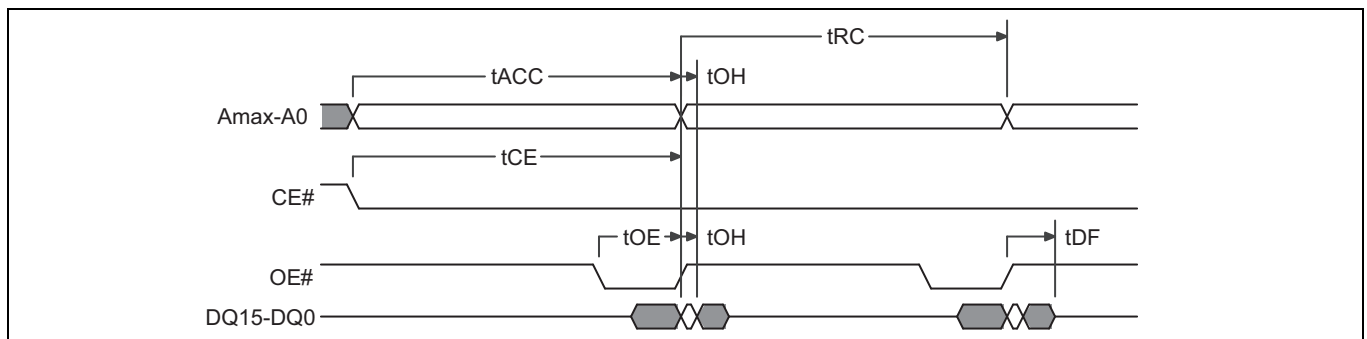 tRC
tACC tOH
Amax-A0
tCE
CE#
tOE tOH tDF
OE#
DQ15-DQ0